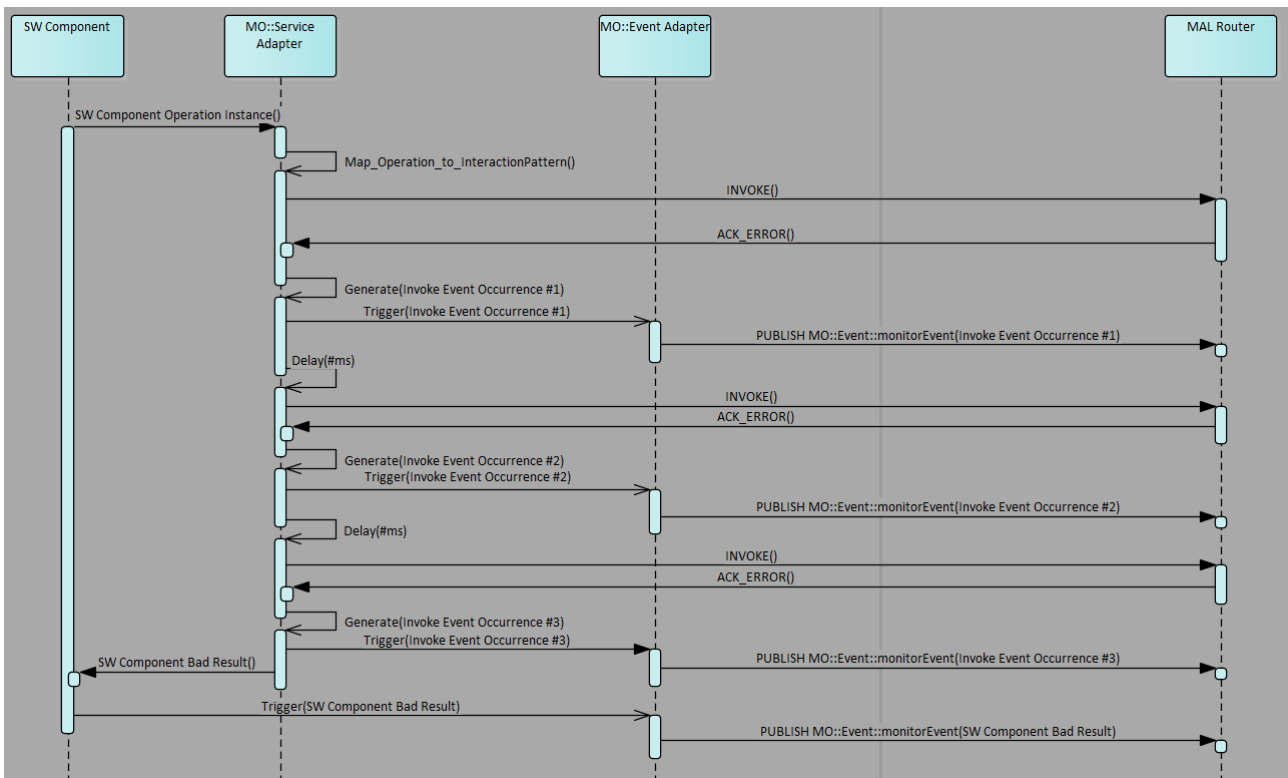 SW Component
MO::Service
Adapter
MO::Event Adapter
MAL Router
SW Component Operation Instance()
Map_Operation_to_InteractionPattern()
INVOKE()
ACK_ERROR()
Generate(Invoke Event Occurrence #1)
Trigger(Invoke Event Occurrence #1)
PUBLISH MO::Event::monitorEvent(Invoke Event Occurrence #1)
Delay(#ms)
INVOKE()
ACK_ERROR()
Generate(Invoke Event Occurrence #2)
Trigger(Invoke Event Occurrence #2)
PUBLISH MO::Event::monitorEvent(Invoke Event Occurrence #2)
Delay(#ms)
INVOKE()
ACK_ERROR()
Generate(Invoke Event Occurrence #3)
Trigger(Invoke Event Occurrence #3)
PUBLISH MO::Event::monitorEvent(Invoke Event Occurrence #3)
SW Component Bad Result()
Trigger(SW Component Bad Result)
PUBLISH MO::Event::monitorEvent(SW Component Bad Result)